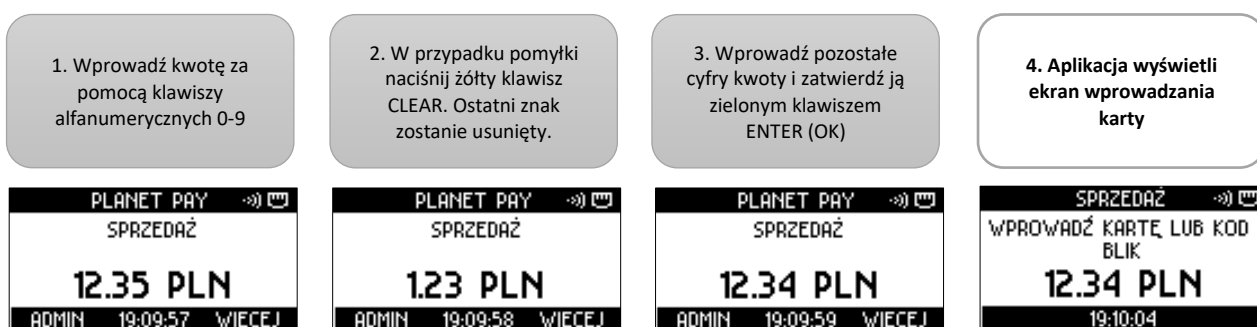 1. Wprowadź kwotę za
pomocą klawiszy
alfanumerycznych 0-9
2. W przypadku pomyłki
naciśnij żółty klawisz
CLEAR. Ostatni znak
zostanie usunięty.
3. Wprowadź pozostałe
cyfry kwoty i zatwierdź ją
zielonym klawiszem
ENTER (OK)
4. Aplikacja wyświetli
ekran wprowadzania
karty
PLANET PAY
SPRZEDAŻ
12.35 PLN
ADMIN 19:09:57 WIĘCEJ
PLANET PAY
SPRZEDAŻ
1.23 PLN
ADMIN 19:09:58 WIĘCEJ
PLANET PAY
SPRZEDAŻ
12.34 PLN
ADMIN 19:09:59 WIĘCEJ
SPRZEDAŻ
WPROWADŹ KARTĘ LUB KOD
BLIK
12.34 PLN
19:10:04